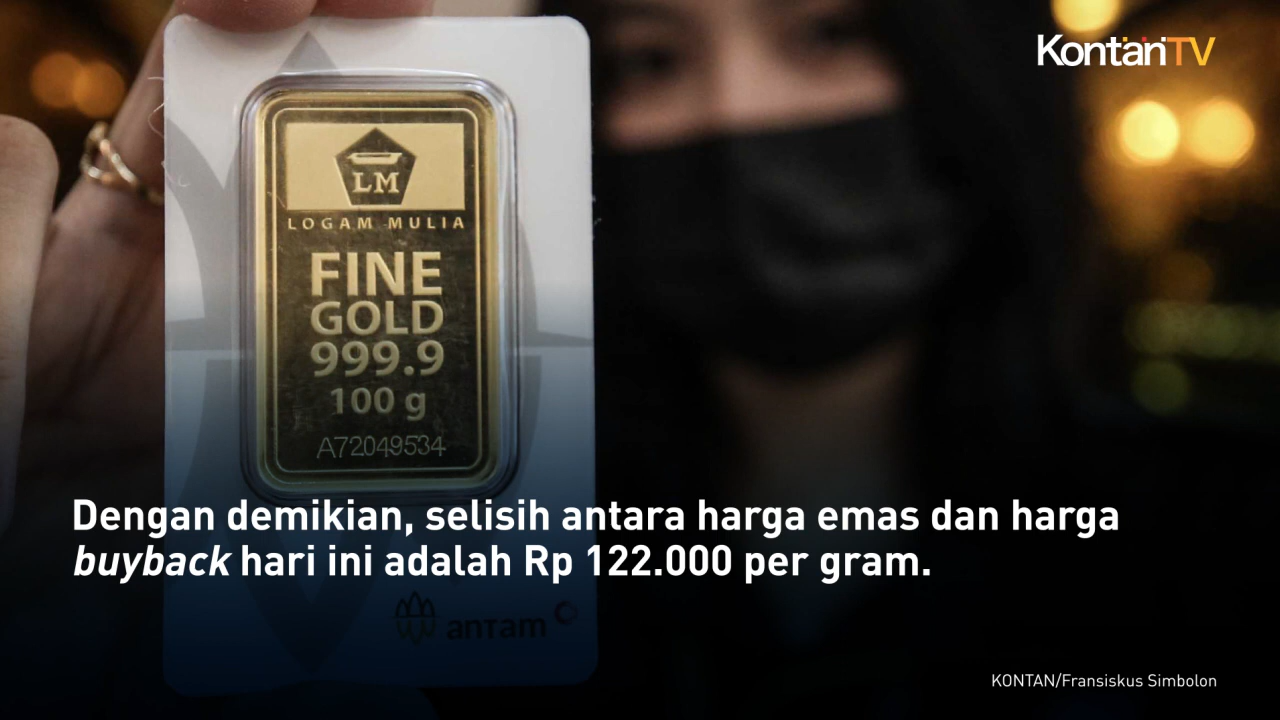 KontanTV
LM
LOGAM MULIA
FINE
GOLD
999.9
100 g
A72049534
Dengan demikian, selisih antara harga emas dan harga
buyback hari ini adalah Rp 122.000 per gram.
antam
KONTAN/Fransiskus Simbolon